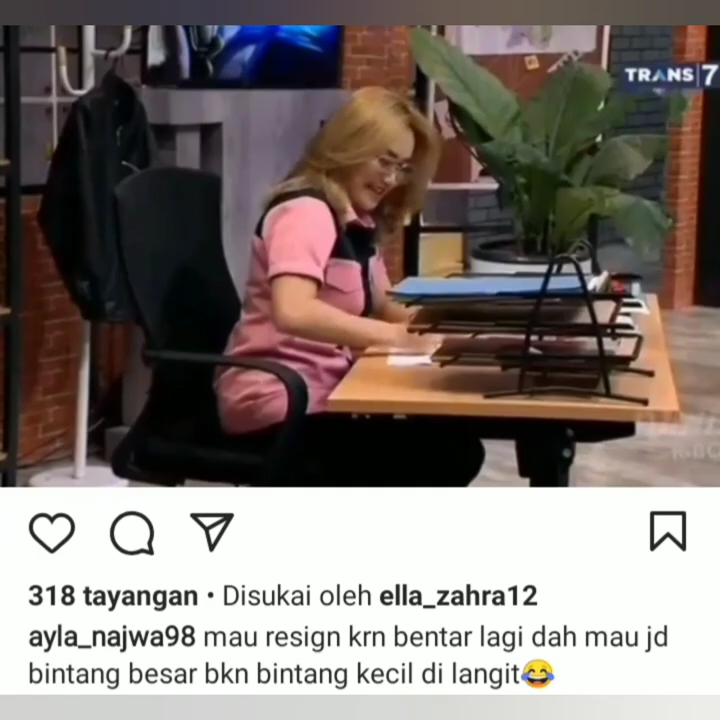 TRANS|7
318 tayangan • Disukai oleh ella_zahra12
ayla_najwa98 mau resign krn bentar lagi dah mau jd
bintang besar bkn bintang kecil di langit😂